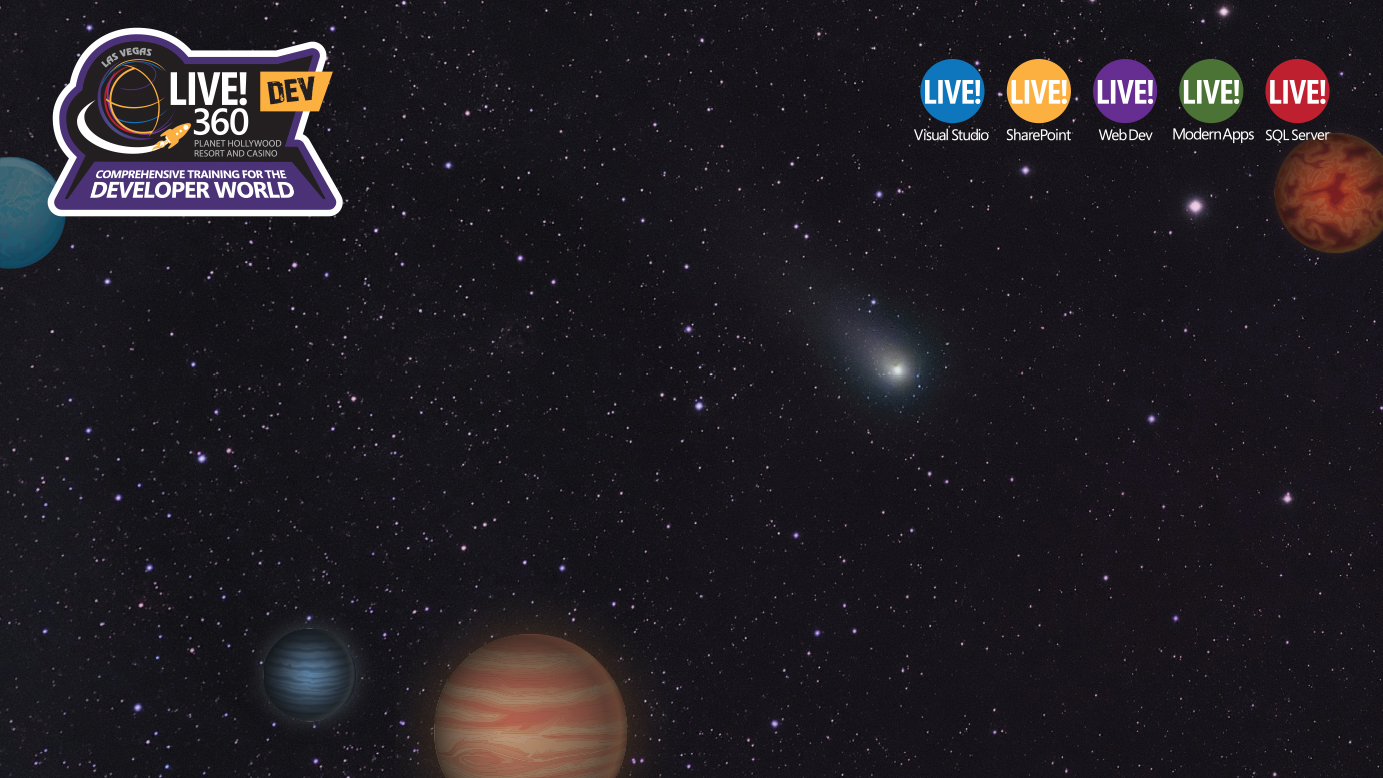 LAS VEGAS
LIVE! DEV
360
PLANET HOLLYWOOD
RESORT AND CASINO
COMPREHENSIVE TRAINING FOR THE
DEVELOPER WORLD
LIVE! LIVE! LIVE! LIVE! LIVE!
Visual Studio SharePoint Web Dev Modern Apps SQL Server